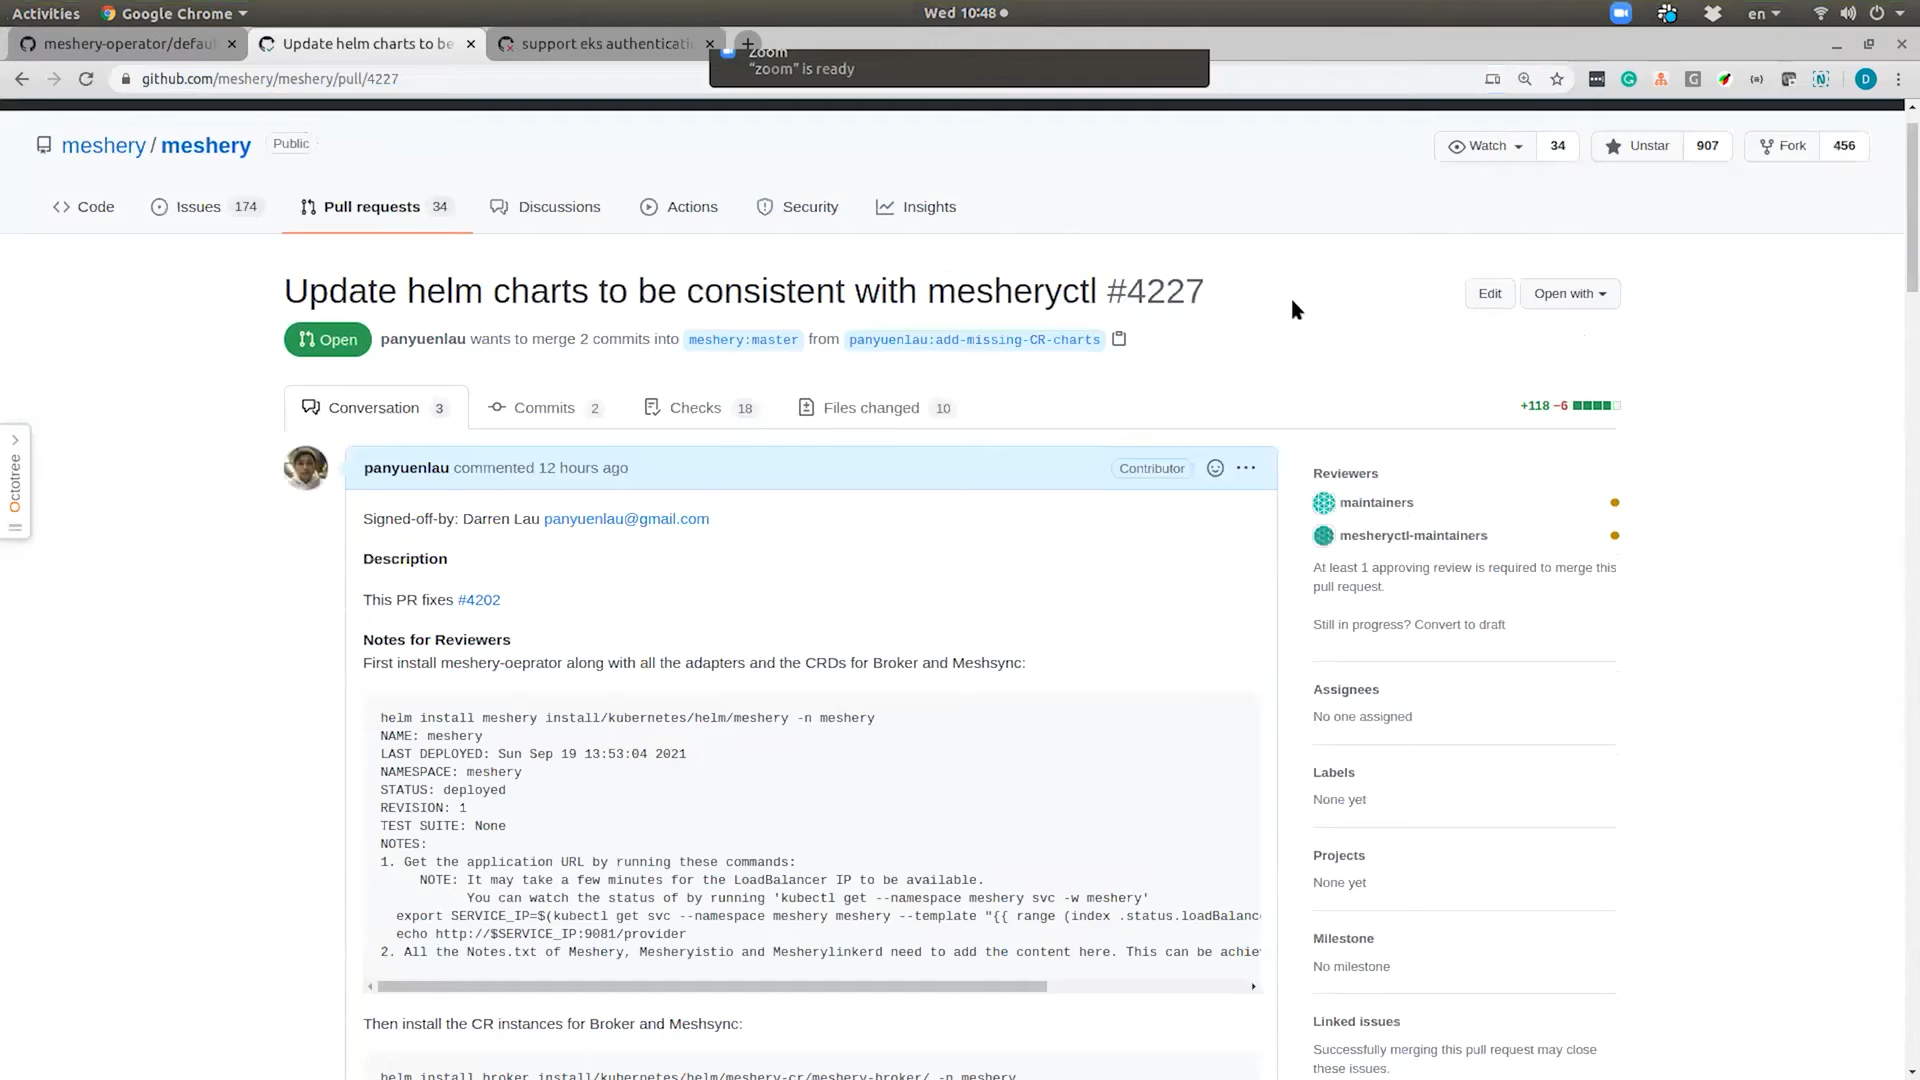 Activities Google Chrome Wed 10:48 en
meshery-operator/defau Update helm charts to be support eks authenticati
Zoom
"zoom" is ready
github.com/meshery/meshery/pull/4227 D
meshery / meshery Public Watch 34 Unstar 907 Fork 456
Code Issues 174 Pull requests 34 Discussions Actions Security Insights
Update helm charts to be consistent with mesheryctl #4227
Edit Open with
Open panyuenlau wants to merge 2 commits into meshery:master from panyuenlau:add-missing-CR-charts
Conversation 3 Commits 2 Checks 18 Files changed 10 +118 −6
Octotree
panyuenlau commented 12 hours ago Contributor
Signed-off-by: Darren Lau panyuenlau@gmail.com
Description
This PR fixes #4202
Notes for Reviewers
First install meshery-oeprator along with all the adapters and the CRDs for Broker and Meshsync:
helm install meshery install/kubernetes/helm/meshery -n meshery
NAME: meshery
LAST DEPLOYED: Sun Sep 19 13:53:04 2021
NAMESPACE: meshery
STATUS: deployed
REVISION: 1
TEST SUITE: None
NOTES:
1. Get the application URL by running these commands:
NOTE: It may take a few minutes for the LoadBalancer IP to be available.
You can watch the status of by running 'kubectl get --namespace meshery svc -w meshery'
export SERVICE_IP=$(kubectl get svc --namespace meshery meshery --template "{{ range (index .status.loadBalanc
echo http://$SERVICE_IP:9081/provider
2. All the Notes.txt of Meshery, Mesheryistio and Mesherylinkerd need to add the content here. This can be achie
Then install the CR instances for Broker and Meshsync:
helm install broker install/kubernetes/helm/meshery-cr/meshery-broker/ -n meshery
Reviewers
maintainers
mesheryctl-maintainers
At least 1 approving review is required to merge this
pull request.
Still in progress? Convert to draft
Assignees
No one assigned
Labels
None yet
Projects
None yet
Milestone
No milestone
Linked issues
Successfully merging this pull request may close
these issues.